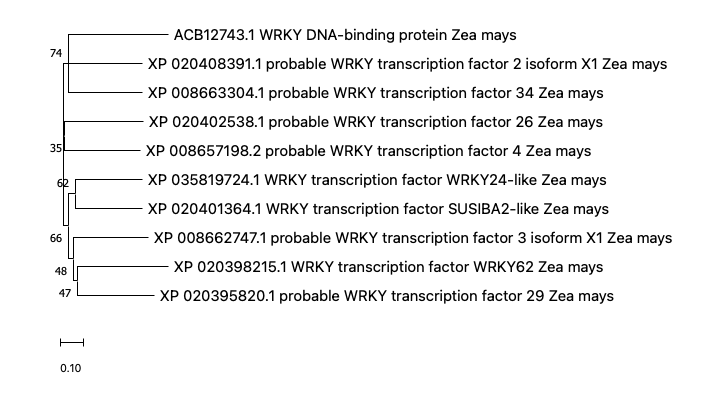 ACB12743.1 WRKY DNA-binding protein Zea mays
74
XP 020408391.1 probable WRKY transcription factor 2 isoform X1 Zea mays
XP 008663304.1 probable WRKY transcription factor 34 Zea mays
XP 020402538.1 probable WRKY transcription factor 26 Zea mays
35
XP 008657198.2 probable WRKY transcription factor 4 Zea mays
62
XP 035819724.1 WRKY transcription factor WRKY24-like Zea mays
XP 020401364.1 WRKY transcription factor SUSIBA2-like Zea mays
66
XP 008662747.1 probable WRKY transcription factor 3 isoform X1 Zea mays
48
XP 020398215.1 WRKY transcription factor WRKY62 Zea mays
47
XP 020395820.1 probable WRKY transcription factor 29 Zea mays
0.10